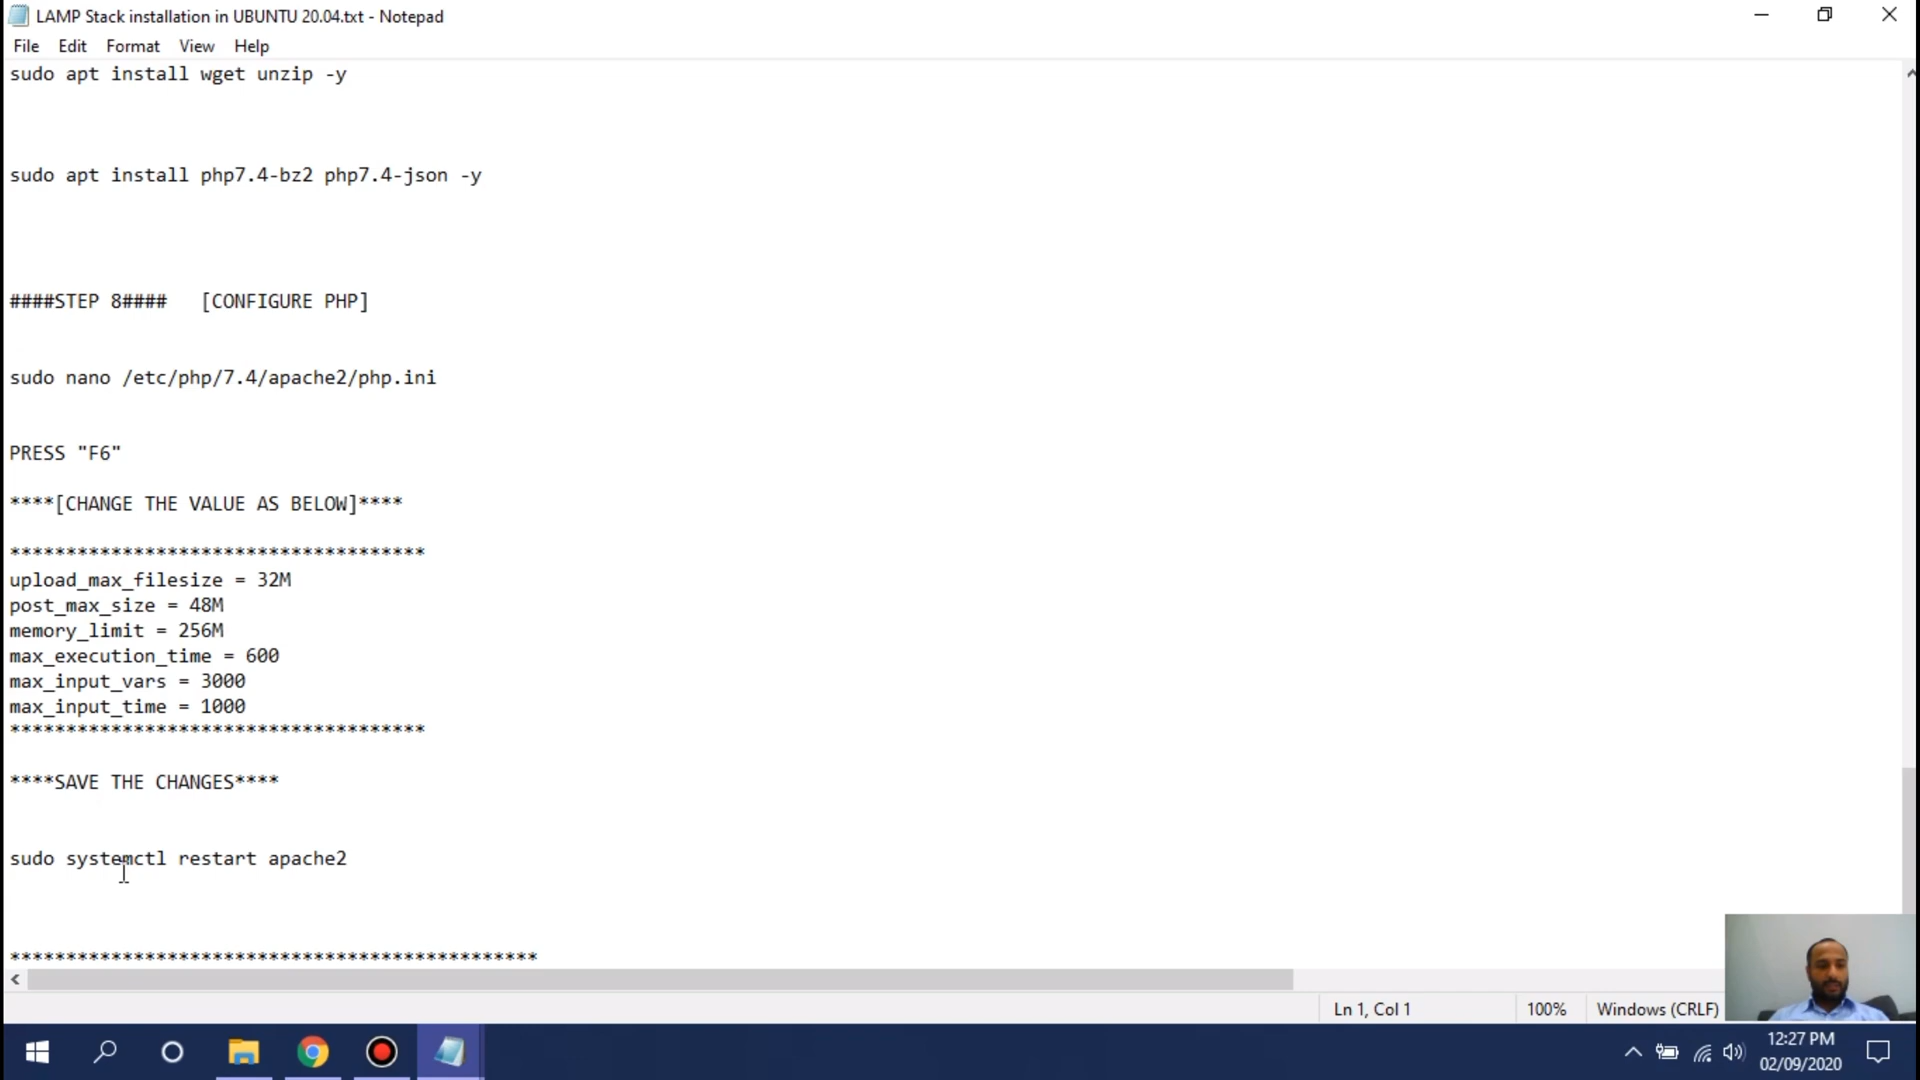 LAMP Stack installation in UBUNTU 20.04.txt - Notepad
File Edit Format View Help
sudo apt install wget unzip -y
sudo apt install php7.4-bz2 php7.4-json -y
####STEP 8#### [CONFIGURE PHP]
sudo nano /etc/php/7.4/apache2/php.ini
PRESS "F6"
****[CHANGE THE VALUE AS BELOW]****
*************************************
upload_max_filesize = 32M
post_max_size = 48M
memory_limit = 256M
max_execution_time = 600
max_input_vars = 3000
max_input_time = 1000
*************************************
****SAVE THE CHANGES****
sudo systemctl restart apache2
***********************************************
Ln 1, Col 1 100% Windows (CRLF)
12:27 PM
02/09/2020